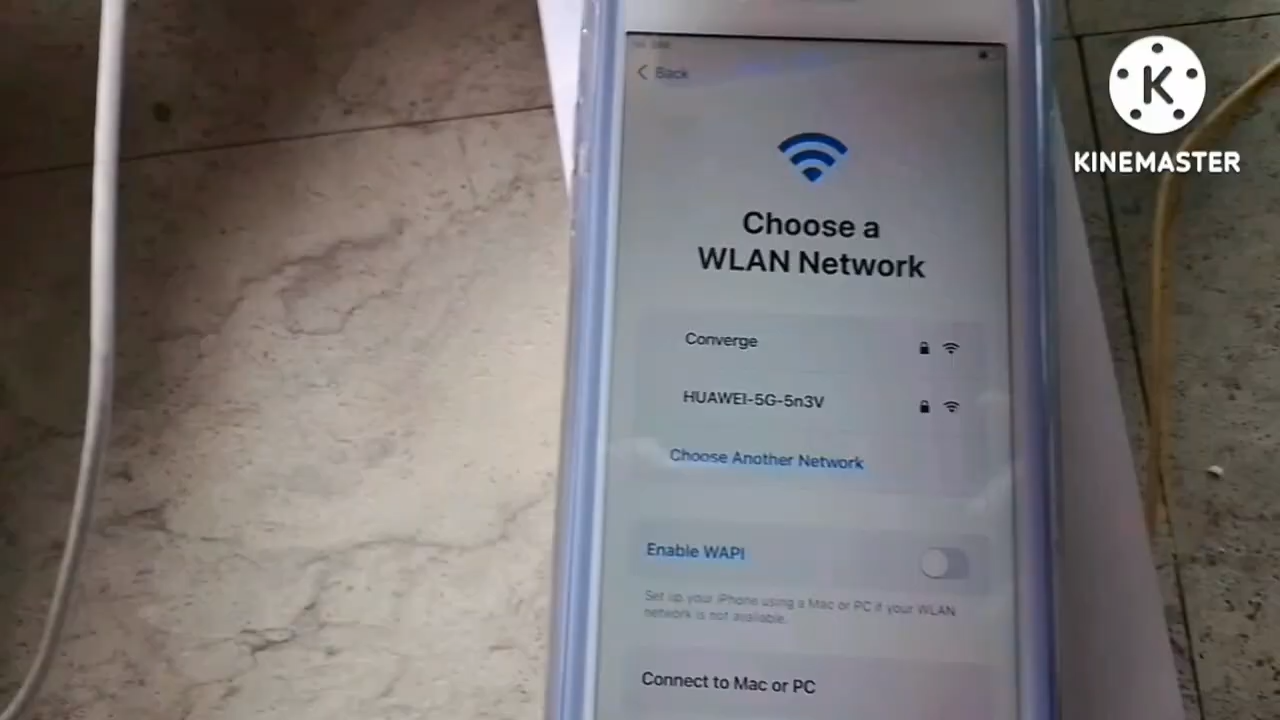 Back
K
KINEMASTER
Choose a
WLAN Network
Converge
HUAWEI-5G-5n3V
Choose Another Network
Enable WAPI
Set up your iPhone using a Mac or PC if your WLAN
network is not available.
Connect to Mac or PC